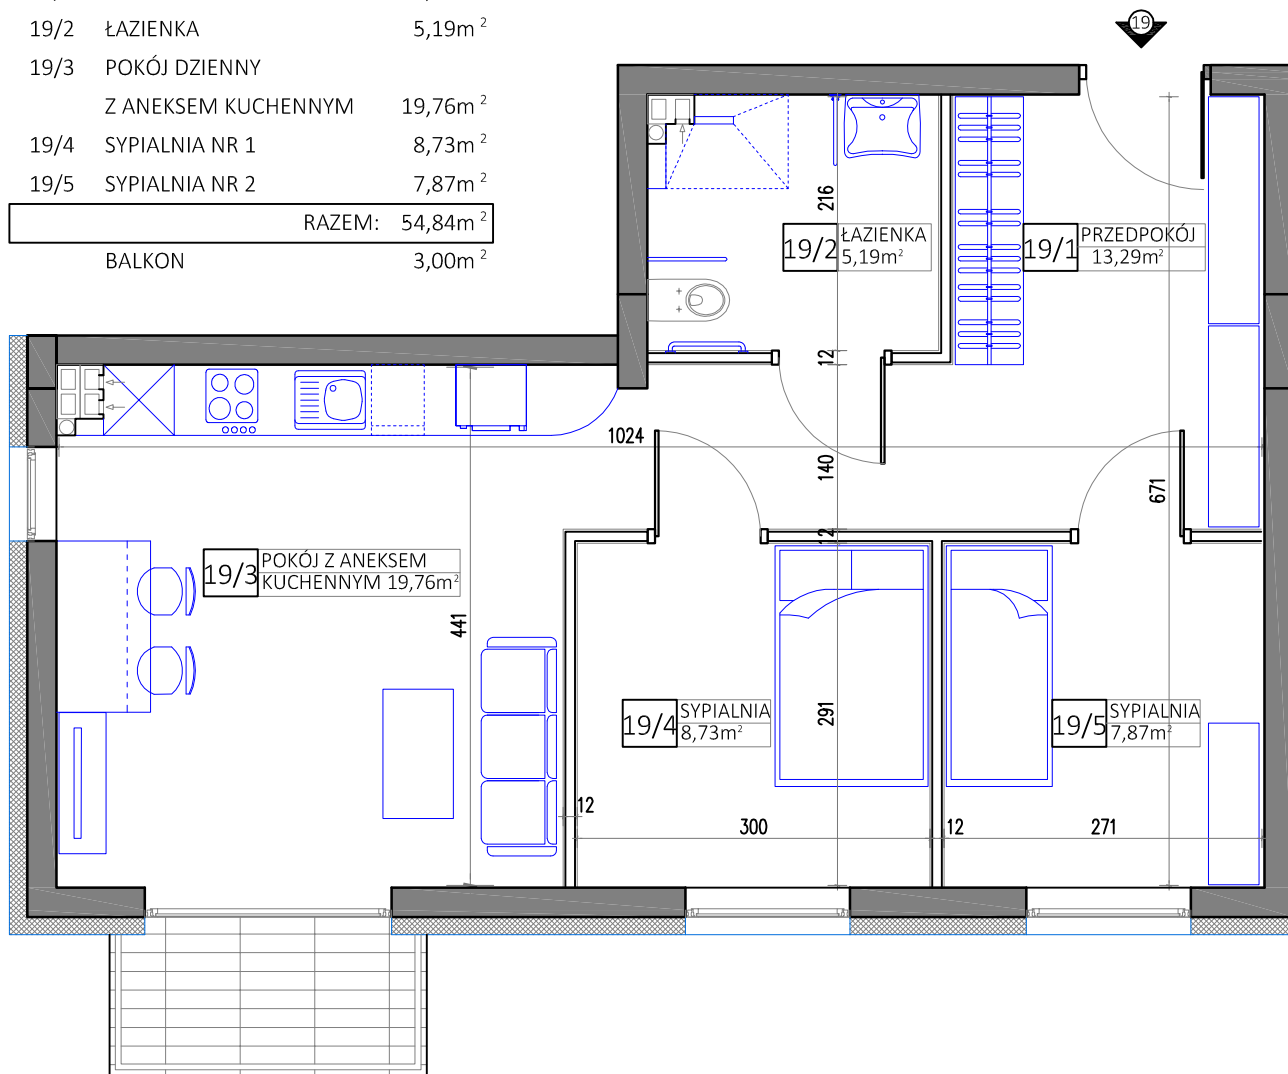 19/2 ŁAZIENKA 5,19m²
19/3 POKÓJ DZIENNY
Z ANEKSEM KUCHENNYM 19,76m²
19/4 SYPIALNIA NR 1 8,73m²
19/5 SYPIALNIA NR 2 7,87m²
RAZEM: 54,84m²
BALKON 3,00m²
19
216
19/2 ŁAZIENKA
5,19m²
19/1 PRZEDPOKÓJ
13,29m²
12
1024
140
671
12
19/3 POKÓJ Z ANEKSEM
KUCHENNYM 19,76m²
441
19/4 SYPIALNIA
8,73m²
291
19/5 SYPIALNIA
7,87m²
12
300
12
271